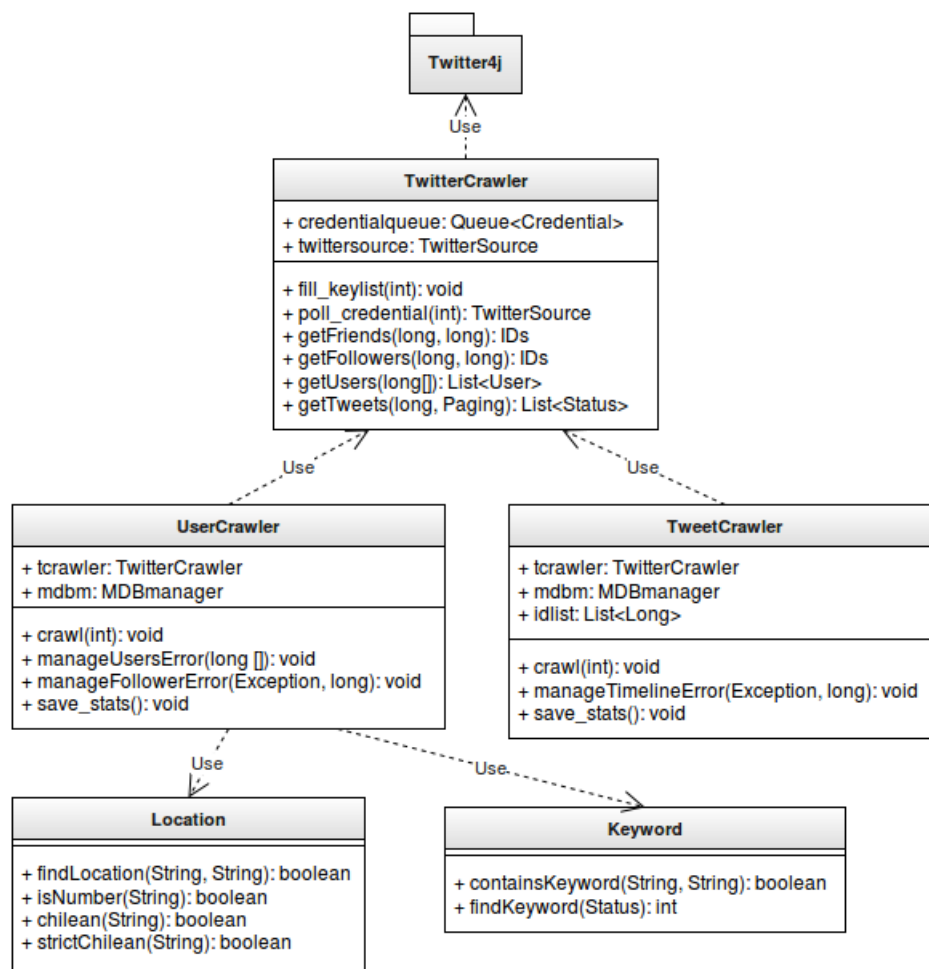 Twitter4j
Use
TwitterCrawler
+ credentialqueue: Queue<Credential>
+ twittersource: TwitterSource
+ fill_keylist(int): void
+ poll_credential(int): TwitterSource
+ getFriends(long, long): IDs
+ getFollowers(long, long): IDs
+ getUsers(long[]): List<User>
+ getTweets(long, Paging): List<Status>
Use
Use
UserCrawler
+ tcrawler: TwitterCrawler
+ mdbm: MDBmanager
+ crawl(int): void
+ manageUsersError(long []): void
+ manageFollowerError(Exception, long): void
+ save_stats(): void
TweetCrawler
+ tcrawler: TwitterCrawler
+ mdbm: MDBmanager
+ idlist: List<Long>
+ crawl(int): void
+ manageTimelineError(Exception, long): void
+ save_stats(): void
Use
Use
Location
+ findLocation(String, String): boolean
+ isNumber(String): boolean
+ chilean(String): boolean
+ strictChilean(String): boolean
Keyword
+ containsKeyword(String, String): boolean
+ findKeyword(Status): int